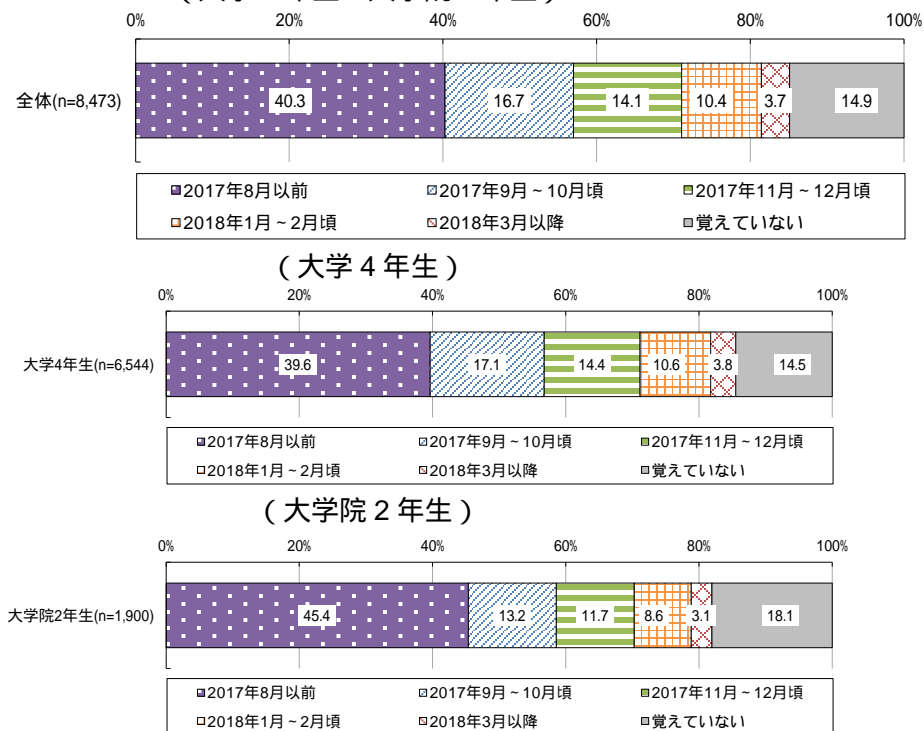 0% 20% 40% 60% 80% 100%
全体(n=8,473) 40.3 16.7 14.1 10.4 3.7 14.9
2017年8月以前 2017年9月~10月頃 2017年11月~12月頃
2018年1月~2月頃 2018年3月以降 覚えていない
(大学4年生)
0% 20% 40% 60% 80% 100%
大学4年生(n=6,544) 39.6 17.1 14.4 10.6 3.8 14.5
2017年8月以前 2017年9月~10月頃 2017年11月~12月頃
2018年1月~2月頃 2018年3月以降 覚えていない
(大学院2年生)
0% 20% 40% 60% 80% 100%
大学院2年生(n=1,900) 45.4 13.2 11.7 8.6 3.1 18.1
2017年8月以前 2017年9月~10月頃 2017年11月~12月頃
2018年1月~2月頃 2018年3月以降 覚えていない